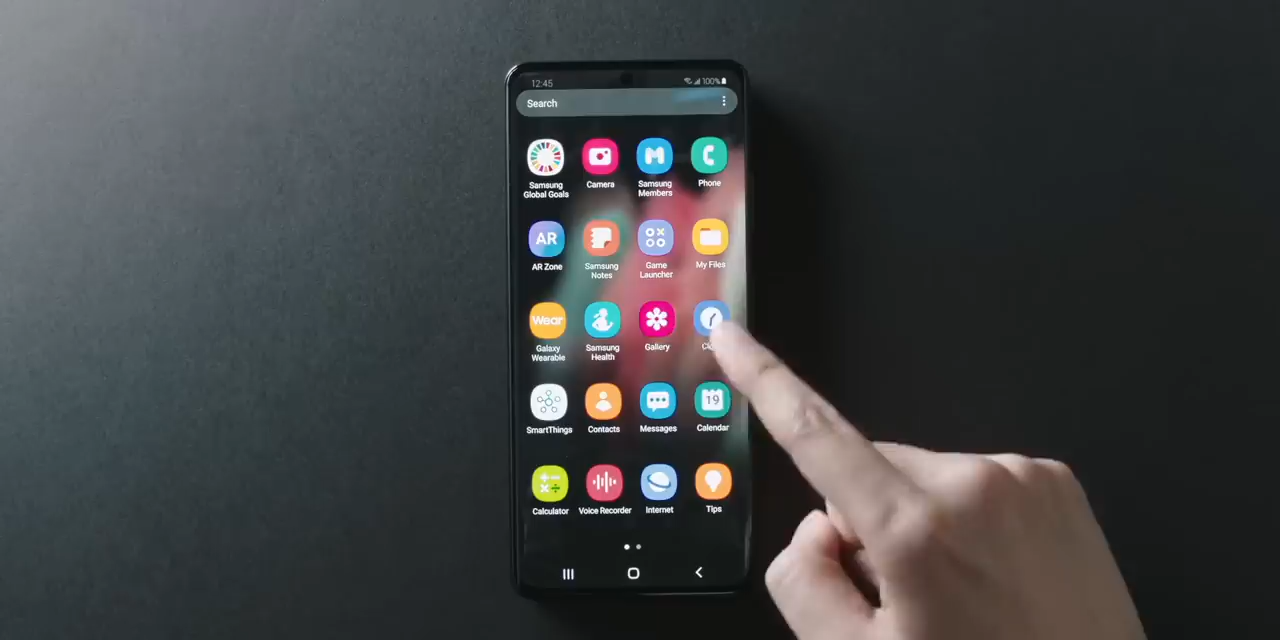 12:45
100%
Search
Samsung
Global Goals
Camera
Samsung
Members
Phone
AR
AR Zone
Samsung
Notes
Game
Launcher
My Files
Wear
Galaxy
Wearable
Samsung
Health
Gallery
SmartThings
Contacts
Messages
19
Calendar
Calculator
Voice Recorder
Internet
Tips